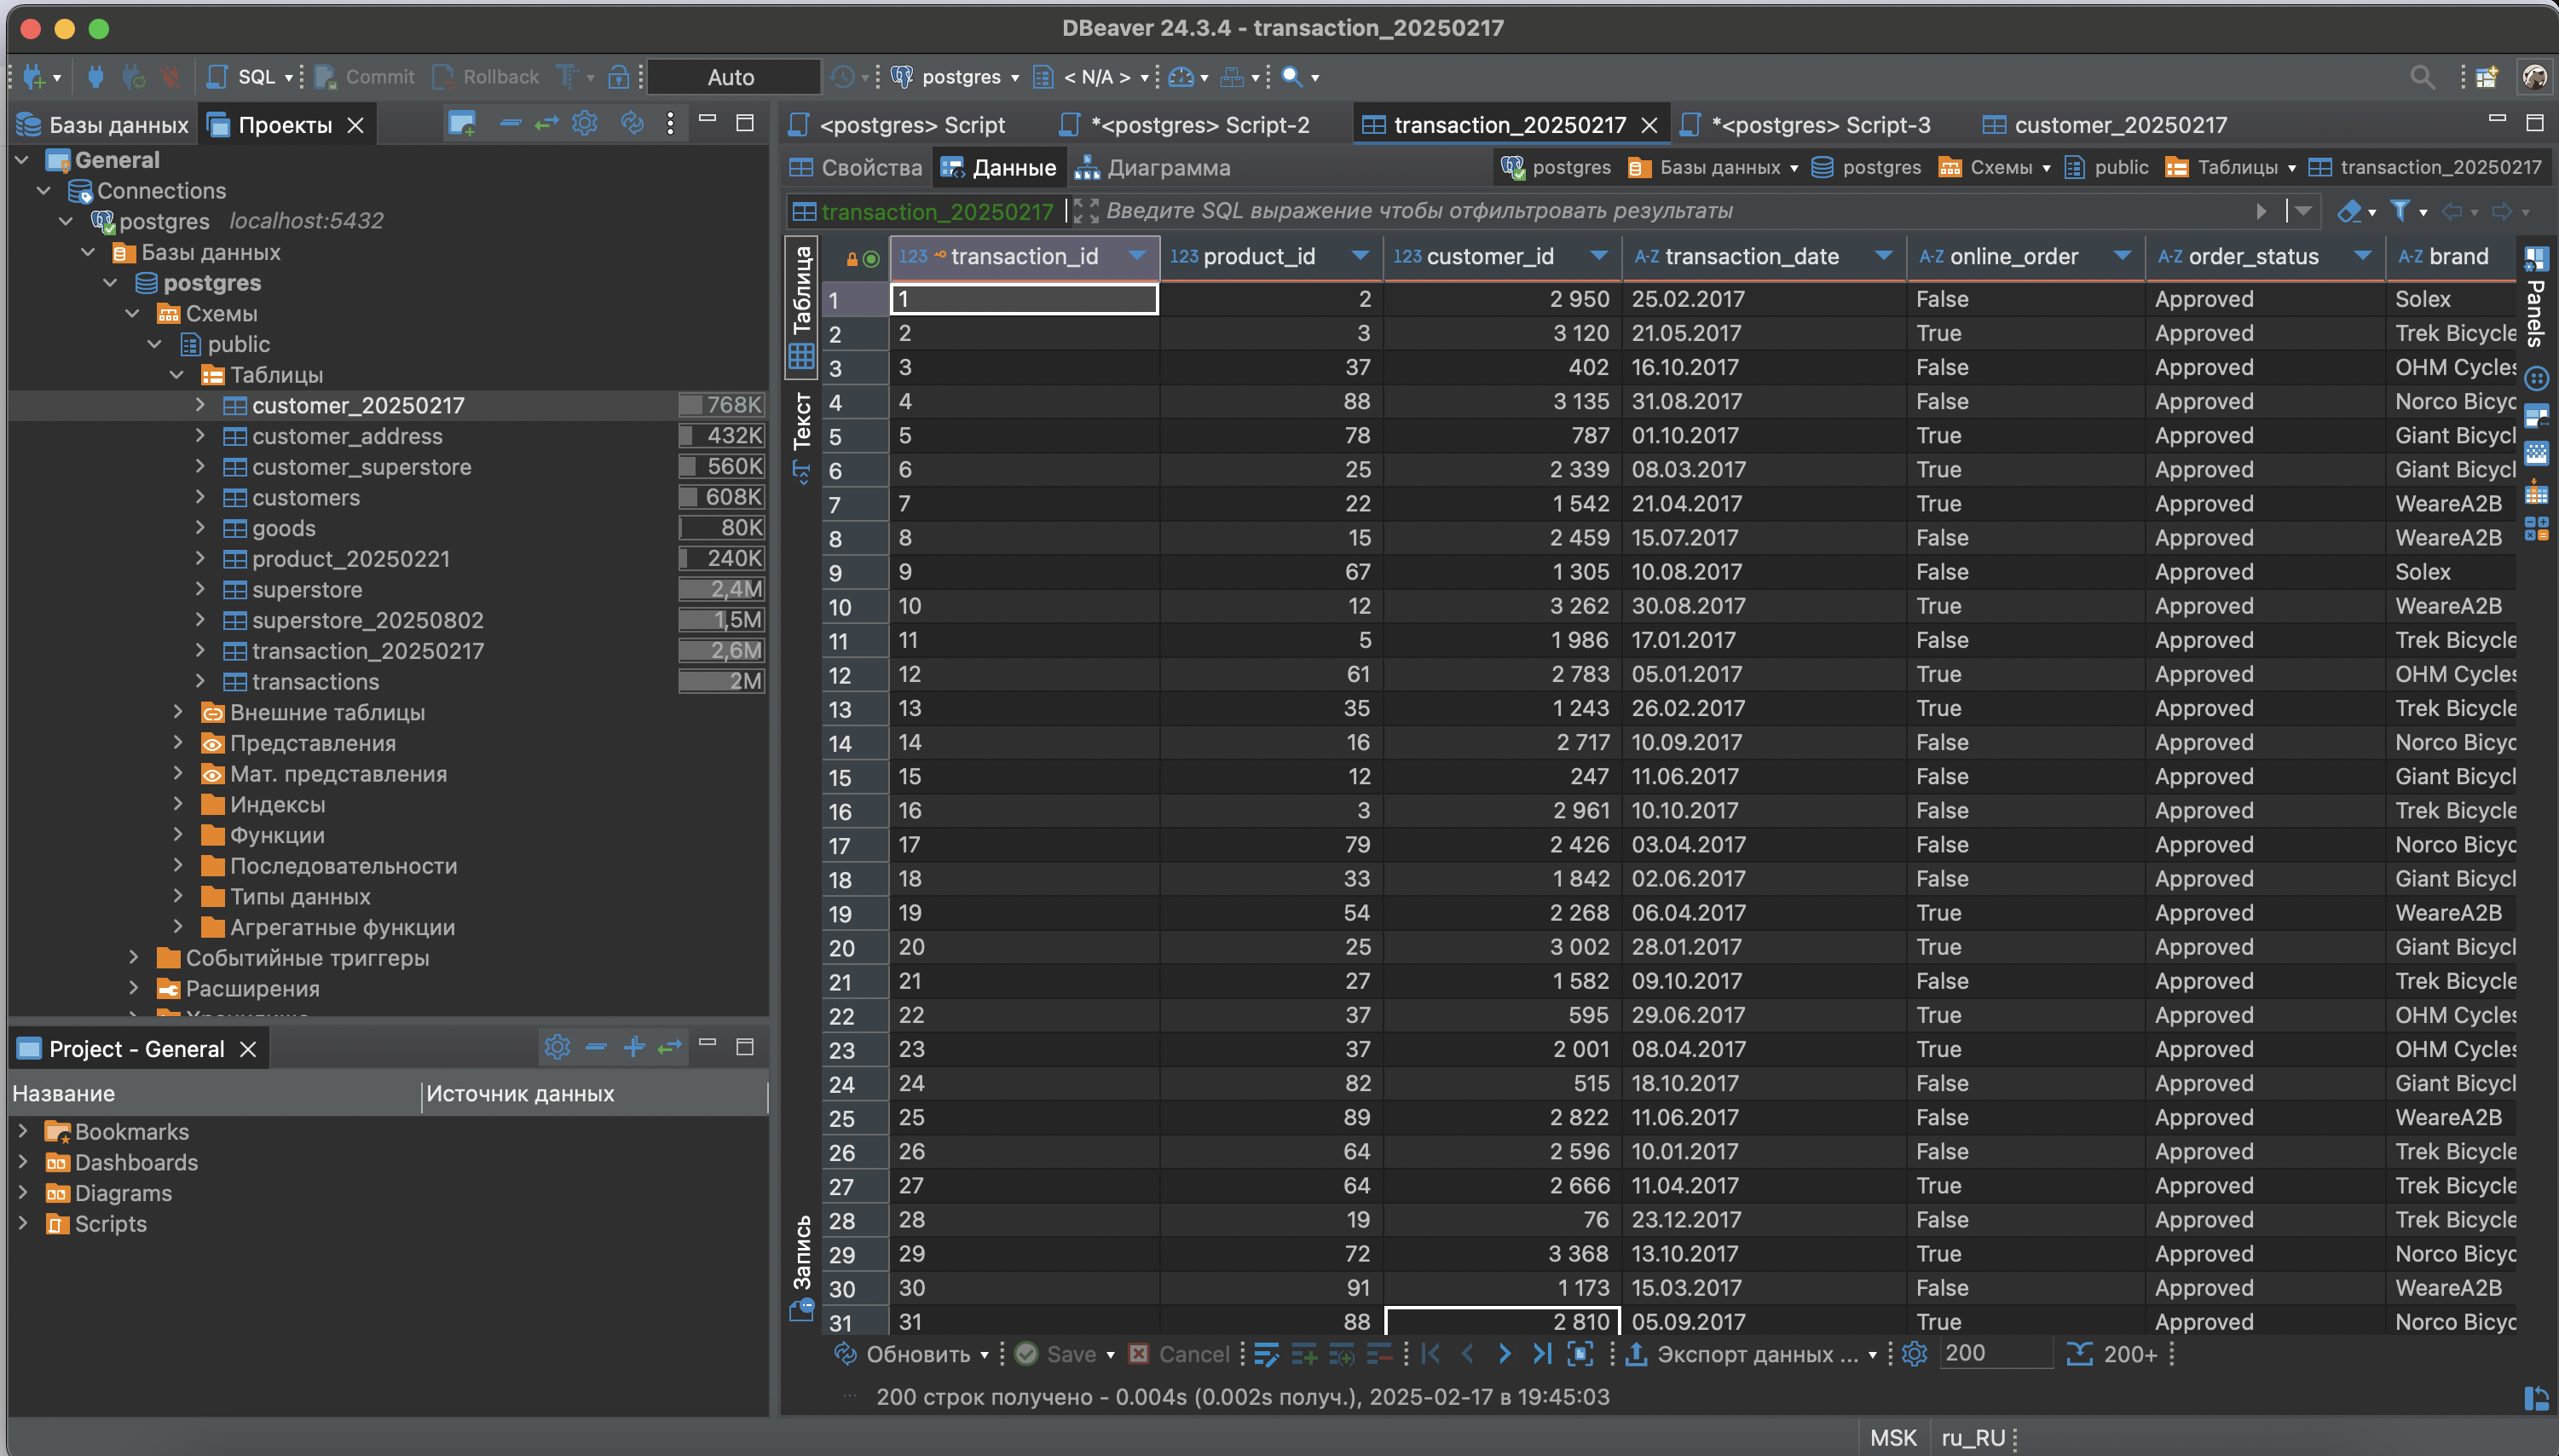 DBeaver 24.3.4 - transaction_20250217
SQL Commit Rollback Auto postgres < N/A >
Базы данных Проекты
General
Connections
postgres localhost:5432
Базы данных
postgres
Схемы
public
Таблицы
customer_20250217 768K
customer_address 432K
customer_superstore 560K
customers 608K
goods 80K
product_20250221 240K
superstore 2,4M
superstore_20250802 1,5M
transaction_20250217 2,6M
transactions 2M
Внешние таблицы
Представления
Мат. представления
Индексы
Функции
Последовательности
Типы данных
Агрегатные функции
Событийные триггеры
Расширения
Project - General
Название Источник данных
Bookmarks
Dashboards
Diagrams
Scripts
<postgres> Script *<postgres> Script-2 transaction_20250217 *<postgres> Script-3 customer_20250217
Свойства Данные Диаграмма postgres Базы данных postgres Схемы public Таблицы transaction_20250217
transaction_20250217 Введите SQL выражение чтобы отфильтровать результаты
Таблица
Текст
Запись
Panels
123 transaction_id 123 product_id 123 customer_id A-Z transaction_date A-Z online_order A-Z order_status A-Z brand
1 1 2 2 950 25.02.2017 False Approved Solex
2 2 3 3 120 21.05.2017 True Approved Trek Bicycle
3 3 37 402 16.10.2017 False Approved OHM Cycles
4 4 88 3 135 31.08.2017 False Approved Norco Bicyc
5 5 78 787 01.10.2017 True Approved Giant Bicycl
6 6 25 2 339 08.03.2017 True Approved Giant Bicycl
7 7 22 1 542 21.04.2017 True Approved WeareA2B
8 8 15 2 459 15.07.2017 False Approved WeareA2B
9 9 67 1 305 10.08.2017 False Approved Solex
10 10 12 3 262 30.08.2017 True Approved WeareA2B
11 11 5 1 986 17.01.2017 False Approved Trek Bicycle
12 12 61 2 783 05.01.2017 True Approved OHM Cycles
13 13 35 1 243 26.02.2017 True Approved Trek Bicycle
14 14 16 2 717 10.09.2017 False Approved Norco Bicyc
15 15 12 247 11.06.2017 False Approved Giant Bicycl
16 16 3 2 961 10.10.2017 False Approved Trek Bicycle
17 17 79 2 426 03.04.2017 False Approved Norco Bicyc
18 18 33 1 842 02.06.2017 False Approved Giant Bicycl
19 19 54 2 268 06.04.2017 True Approved WeareA2B
20 20 25 3 002 28.01.2017 True Approved Giant Bicycl
21 21 27 1 582 09.10.2017 False Approved Trek Bicycle
22 22 37 595 29.06.2017 True Approved OHM Cycles
23 23 37 2 001 08.04.2017 True Approved OHM Cycles
24 24 82 515 18.10.2017 False Approved Giant Bicycl
25 25 89 2 822 11.06.2017 False Approved WeareA2B
26 26 64 2 596 10.01.2017 False Approved Trek Bicycle
27 27 64 2 666 11.04.2017 True Approved Trek Bicycle
28 28 19 76 23.12.2017 False Approved Trek Bicycle
29 29 72 3 368 13.10.2017 True Approved Norco Bicyc
30 30 91 1 173 15.03.2017 False Approved WeareA2B
31 31 88 2 810 05.09.2017 True Approved Norco Bicyc
Обновить Save Cancel Экспорт данных ... 200 200+
200 строк получено - 0.004s (0.002s получ.), 2025-02-17 в 19:45:03
MSK ru_RU